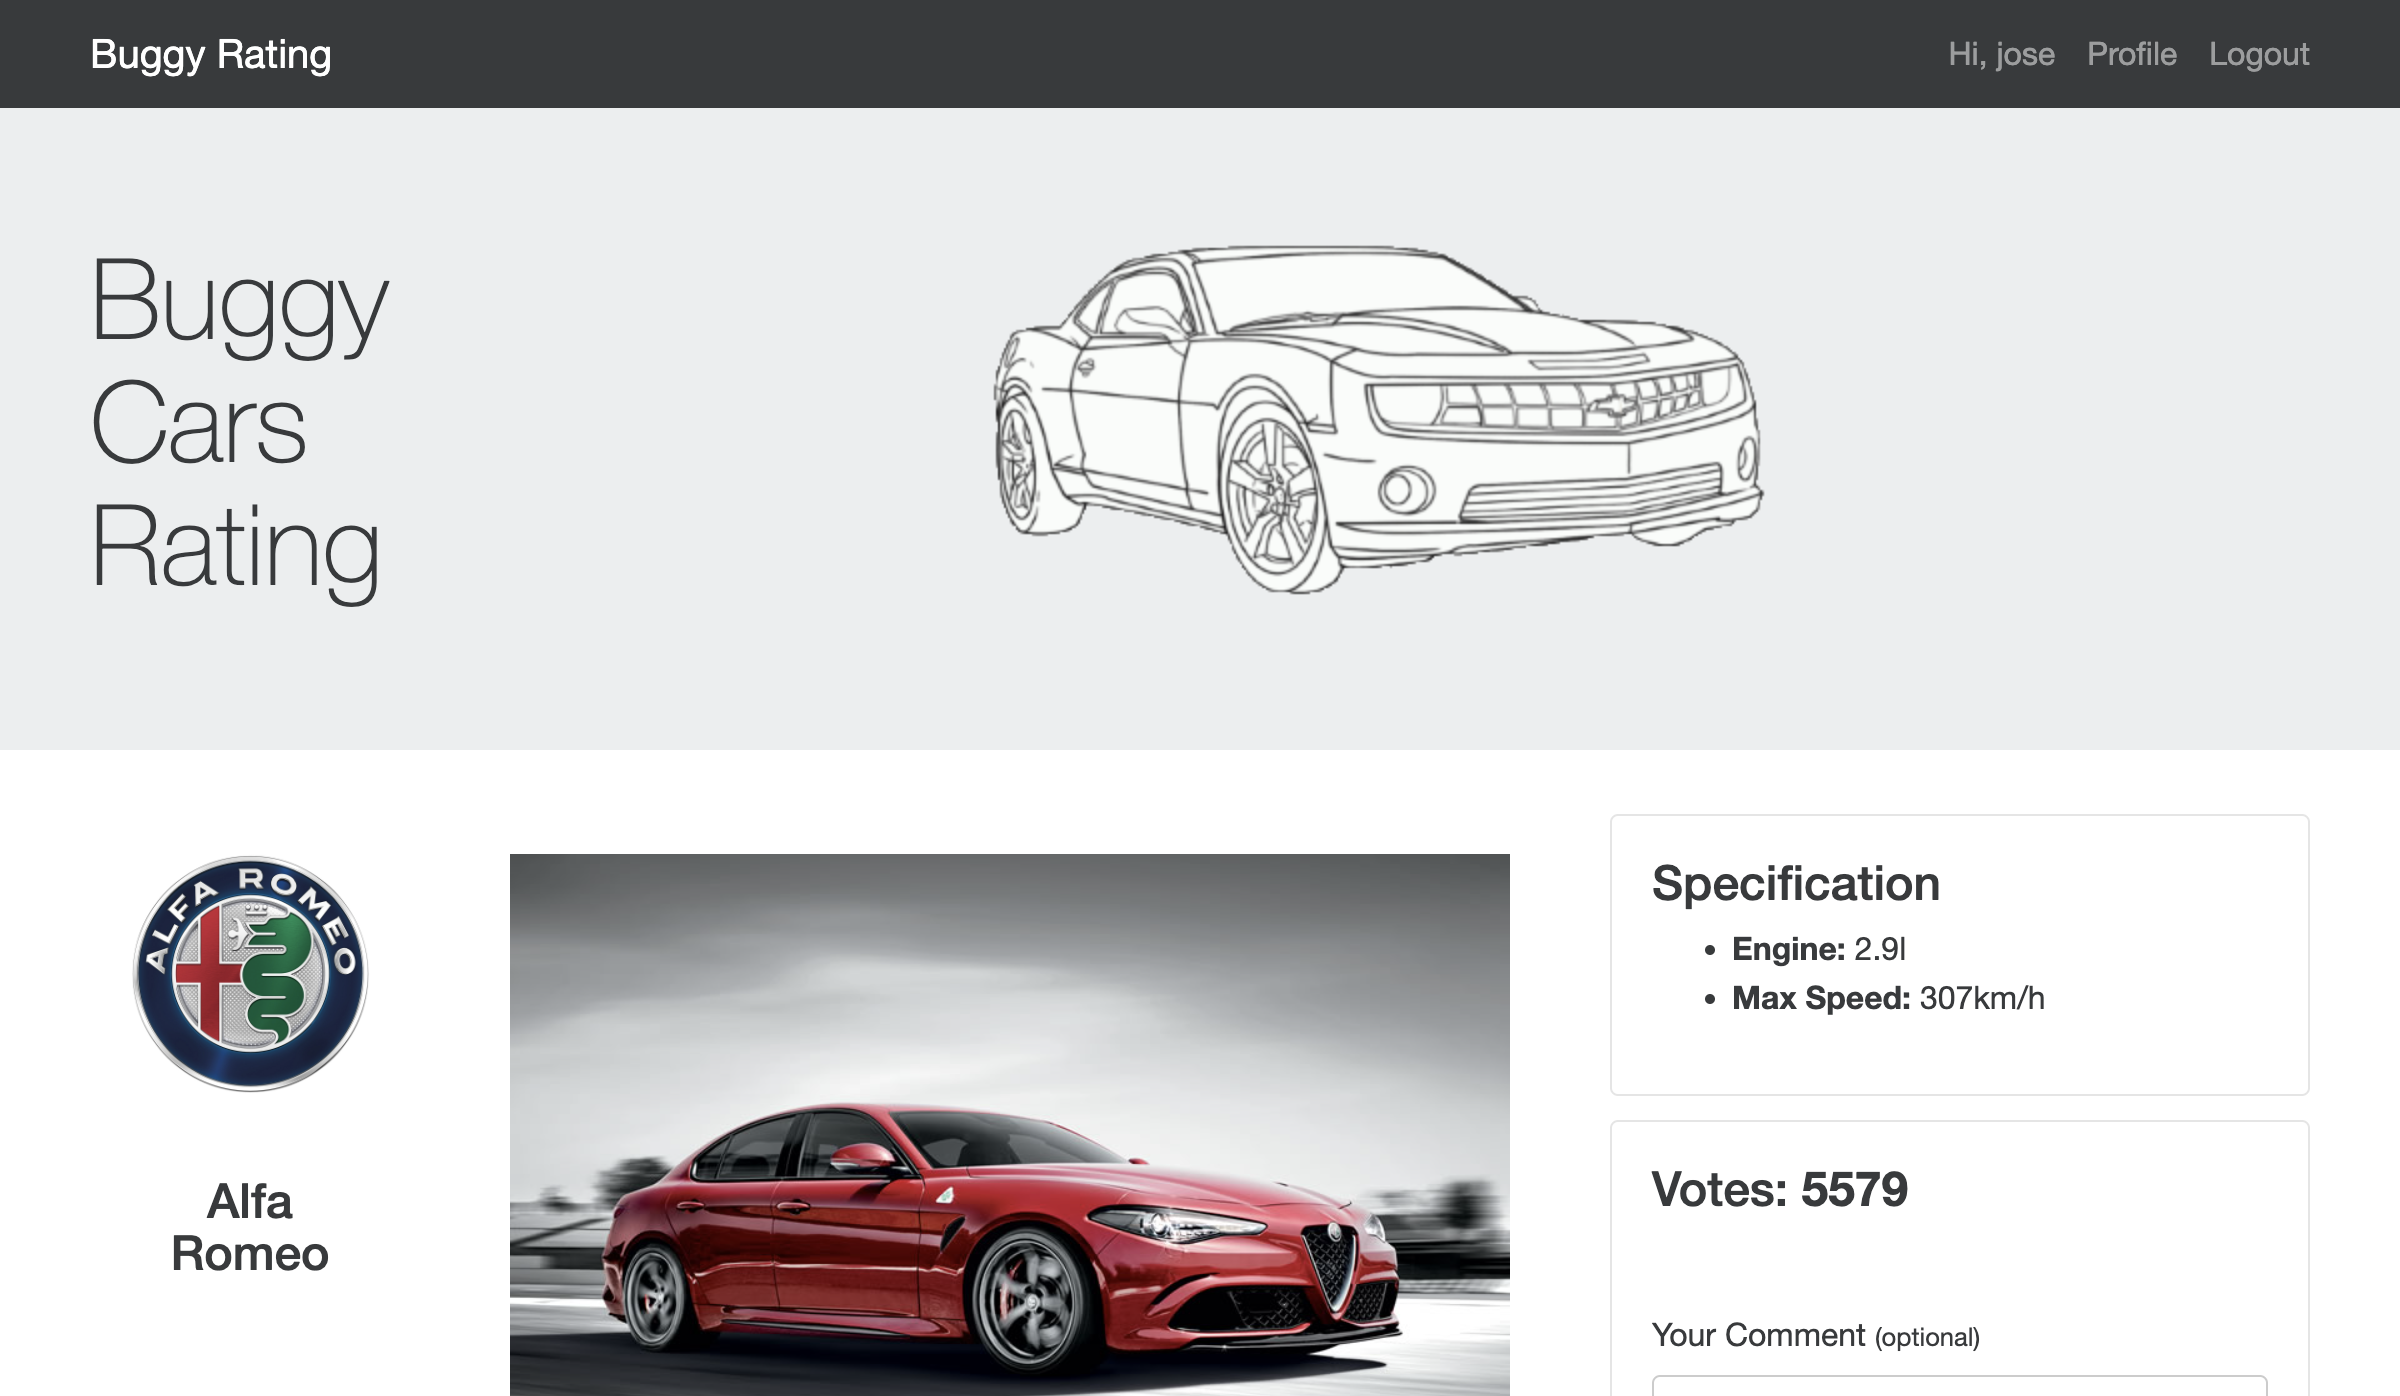 Buggy Rating
Hi, jose
Profile
Logout
Buggy
Cars
Rating
ALFA ROMEO
Alfa
Romeo
Specification
• Engine: 2.9l
• Max Speed: 307km/h
Votes: 5579
Your Comment (optional)